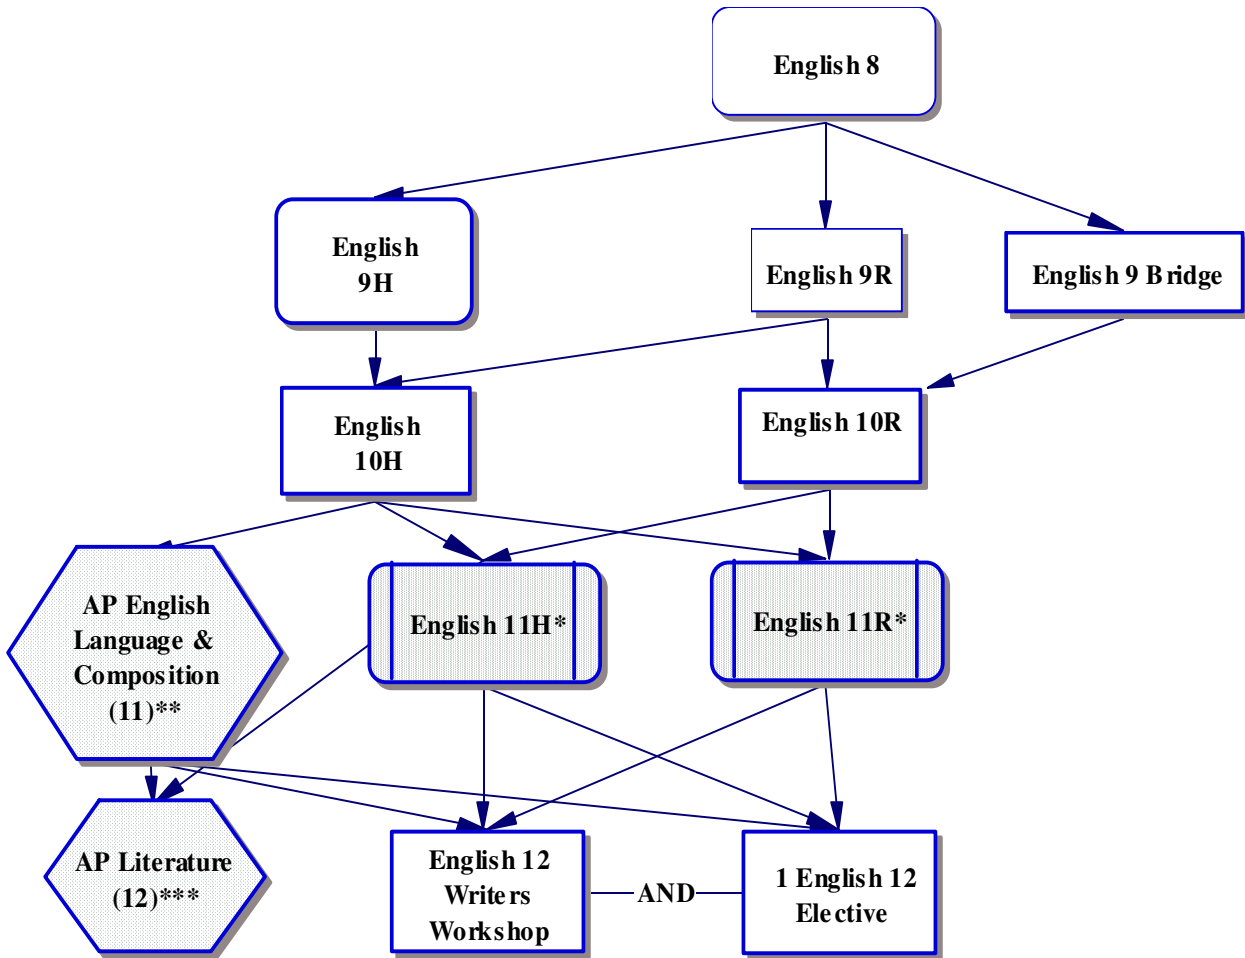 English 8
English
9H
English 9R
English 9 Bridge
English
10H
English 10R
AP English
Language &
Composition
(11)**
English 11H*
English 11R*
AP Literature
(12)***
English 12
Writers
Workshop
AND
1 English 12
Elective